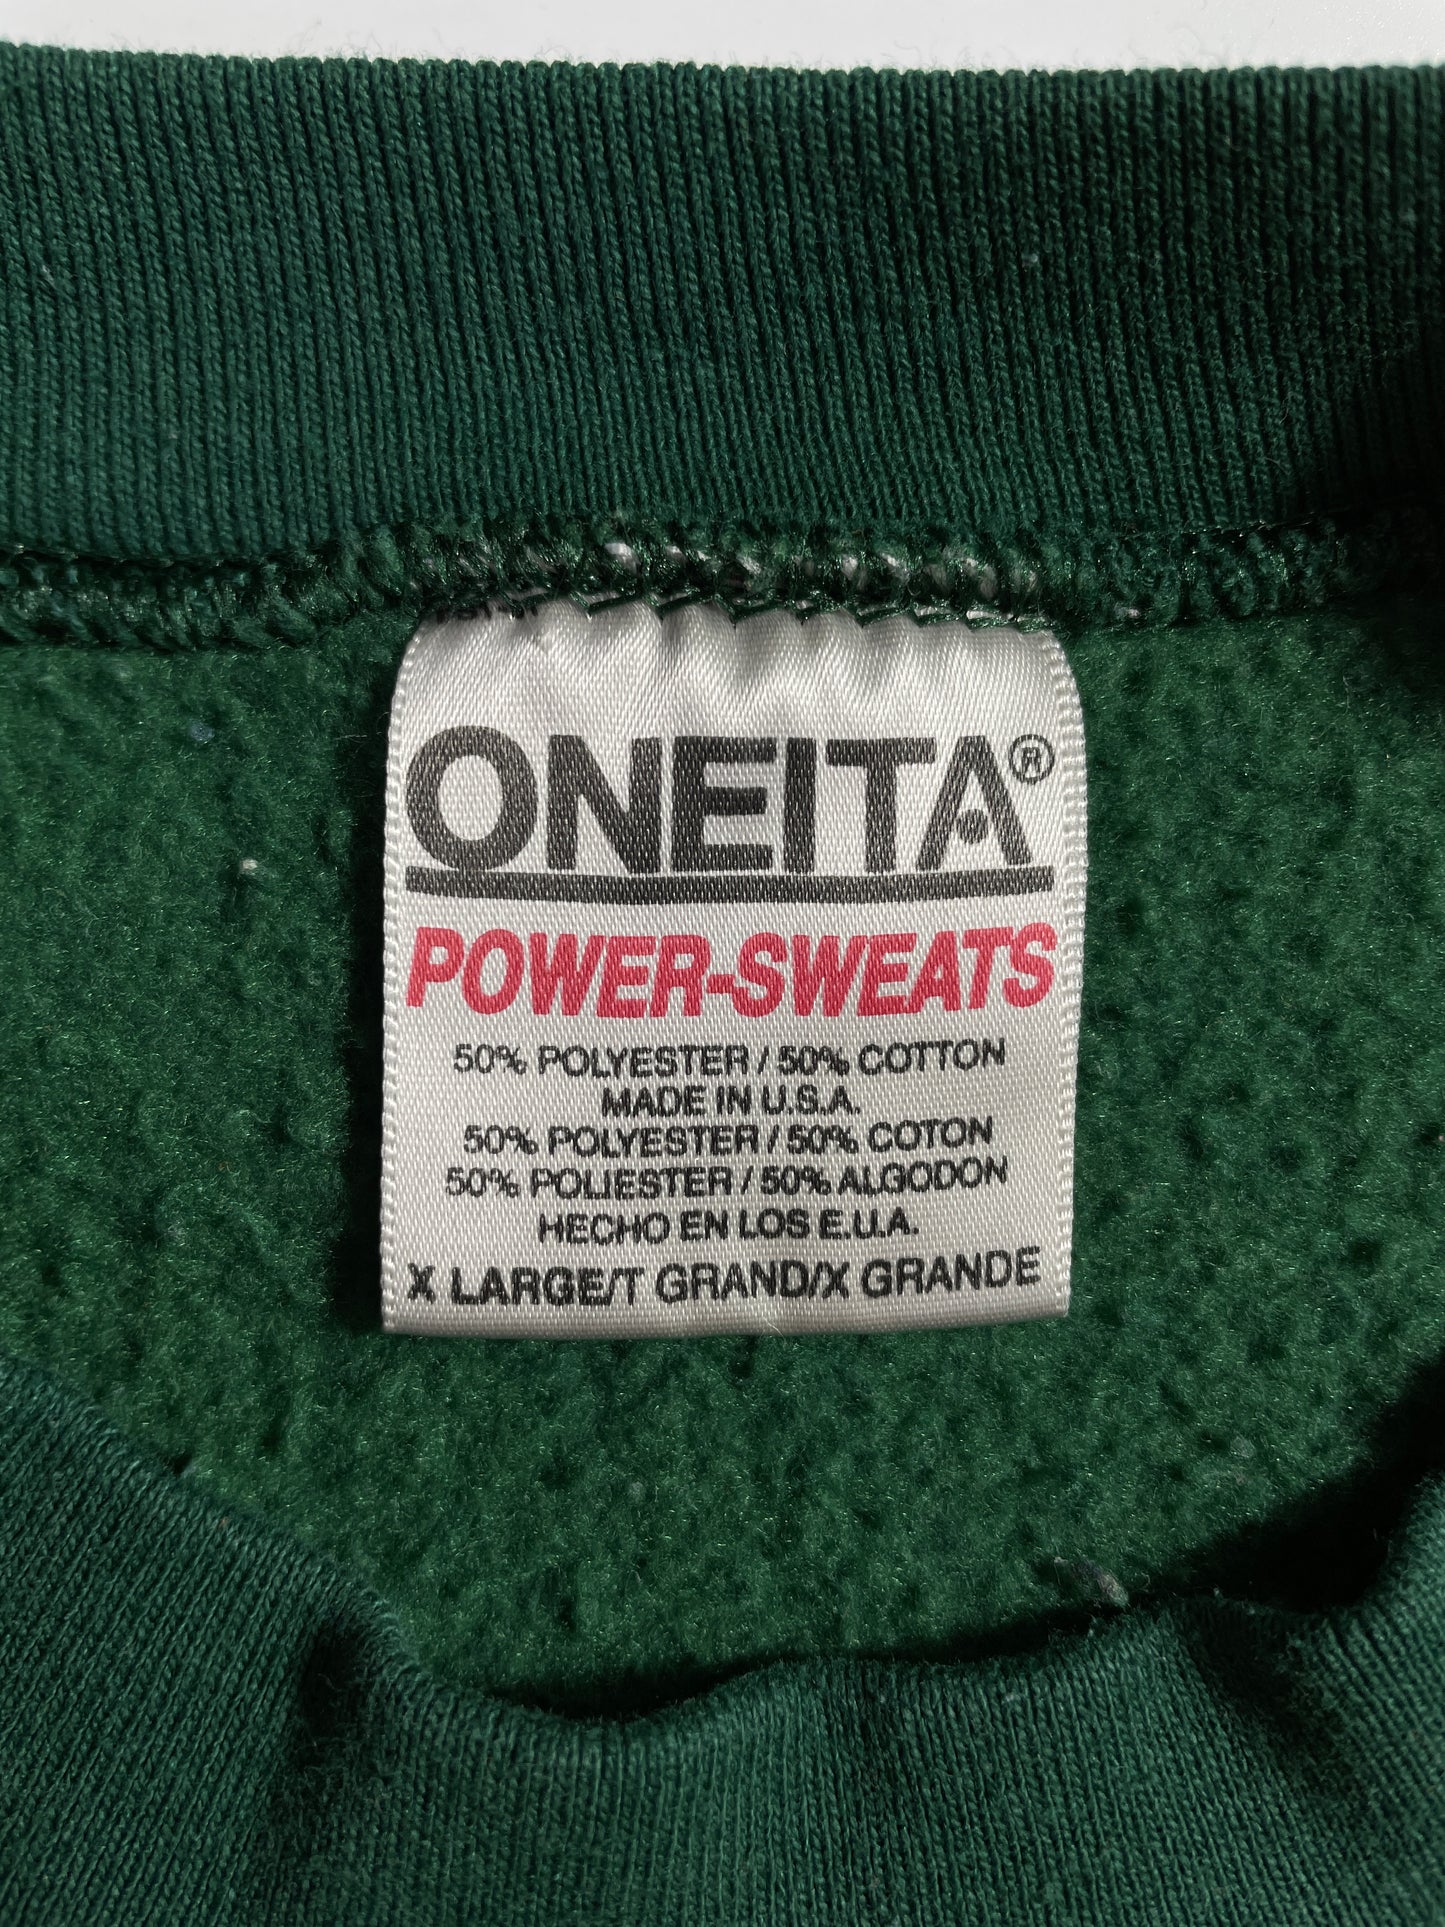 ONEITA®
POWER-SWEATS
50% POLYESTER / 50% COTTON
MADE IN U.S.A.
50% POLYESTER / 50% COTON
50% POLIESTER / 50% ALGODON
HECHO EN LOS E.U.A.
X LARGE/T GRAND/X GRANDE